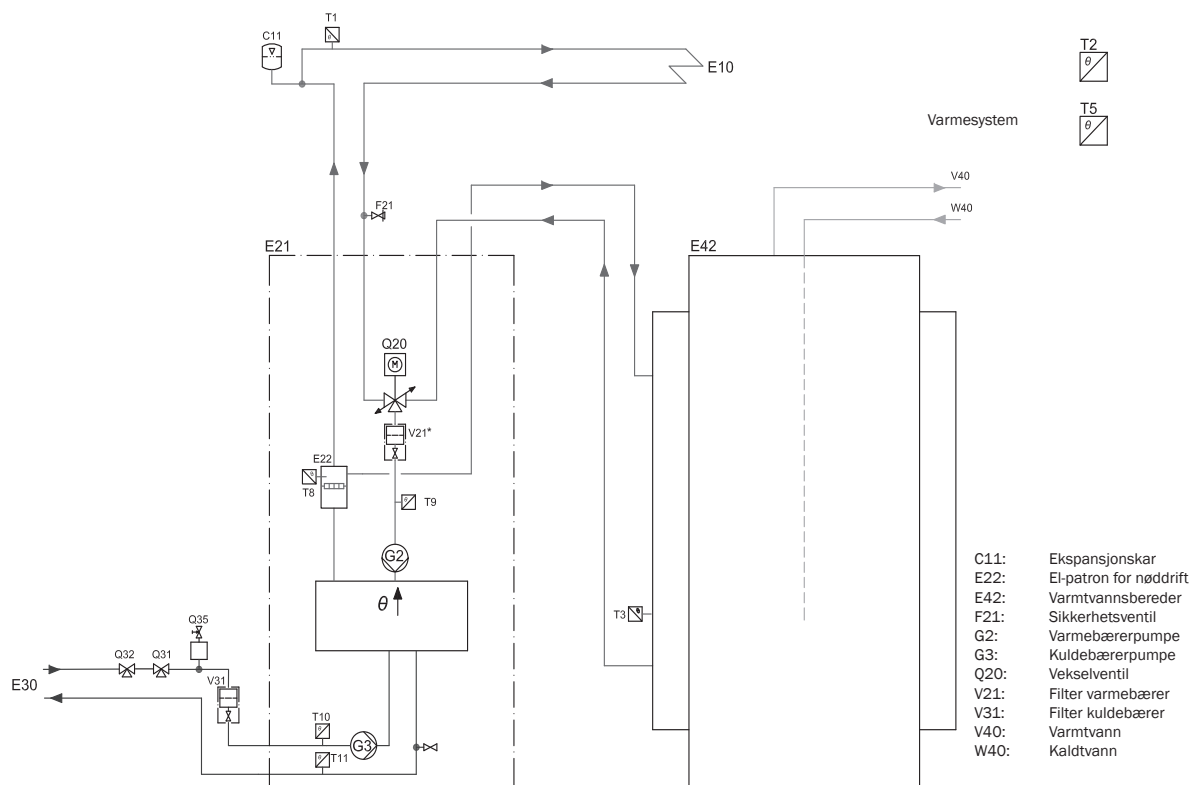 T1
C11
T2
θ
E10
T5
θ
Varmesystem
V40
W40
F21
E21
E42
Q20
M
V21*
E22
T8
T9
G2
θ
T3
Q35
Q32
Q31
V31
E30
T10
G3
T11
C11: Ekspansjonskar
E22: El-patron for nøddrift
E42: Varmtvannsbereder
F21: Sikkerhetsventil
G2: Varmebærerpumpe
G3: Kuldebærerpumpe
Q20: Vekselventil
V21: Filter varmebærer
V31: Filter kuldebærer
V40: Varmtvann
W40: Kaldtvann